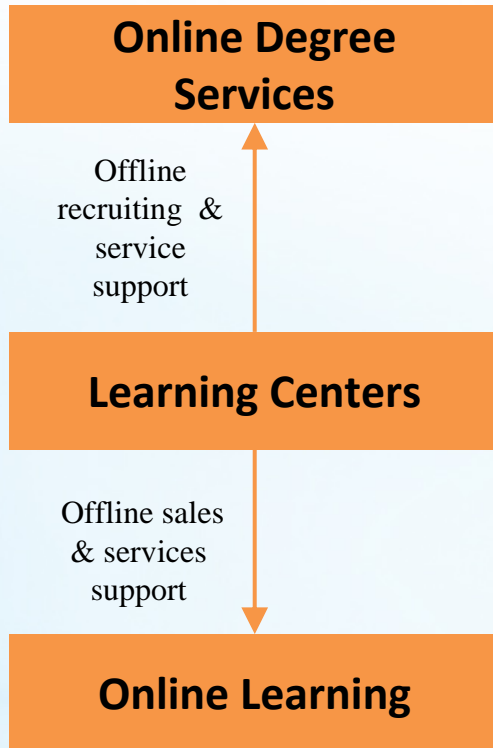 Online Degree
Services
Offline
recruiting &
service
support
Learning Centers
Offline sales
& services
support
Online Learning